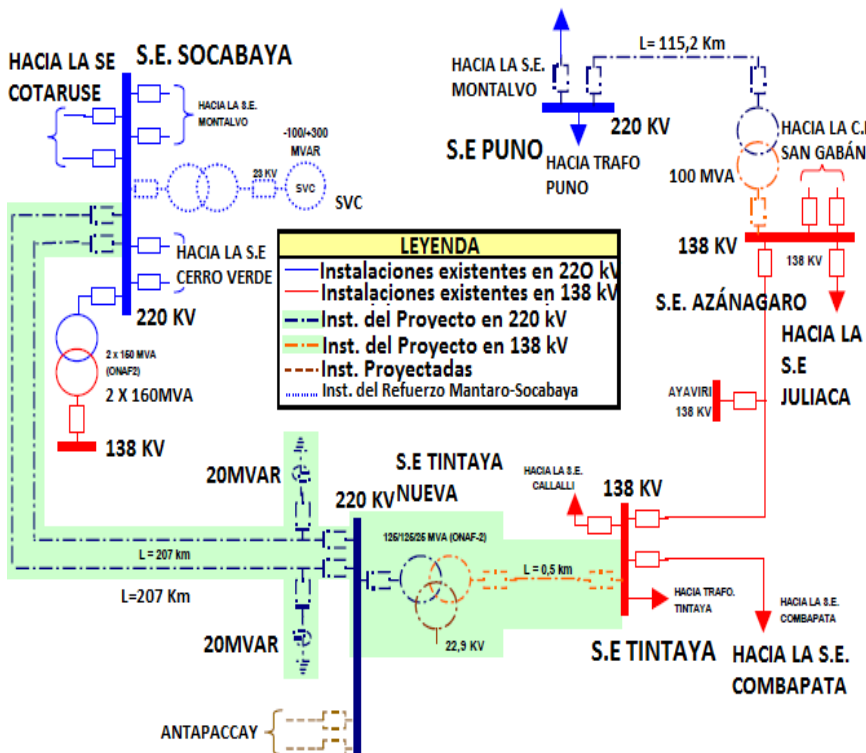 HACIA LA SE
COTARUSE
S.E. SOCABAYA
HACIA LA S.E.
MONTALVO
-100/+300
MVAR
23 KV
SVC
SVC
HACIA LA S.E
CERRO VERDE
220 KV
2 x 150 MVA
(ONAF2)
2 X 160MVA
138 KV
L= 115,2 Km
HACIA LA S.E.
MONTALVO
220 KV
S.E PUNO
HACIA TRAFO
PUNO
HACIA LA C.
SAN GABÁN
100 MVA
138 KV
138 KV
S.E. AZÁNAGARO
HACIA LA
S.E
JULIACA
AYAVIRI
138 KV
LEYENDA
Instalaciones existentes en 220 kV
Instalaciones existentes en 138 kV
Inst. del Proyecto en 220 kV
Inst. del Proyecto en 138 kV
Inst. Proyectadas
Inst. del Refuerzo Mantaro-Socabaya
20MVAR
S.E TINTAYA
NUEVA
220 KV
125/125/25 MVA (ONAF-2)
L = 207 km
L=207 Km
20MVAR
22,9 KV
L = 0,5 km
HACIA LA S.E.
CALLALLI
138 KV
HACIA TRAFO.
TINTAYA
HACIA LA S.E.
COMBAPATA
S.E TINTAYA
HACIA LA S.E.
COMBAPATA
ANTAPACCAY